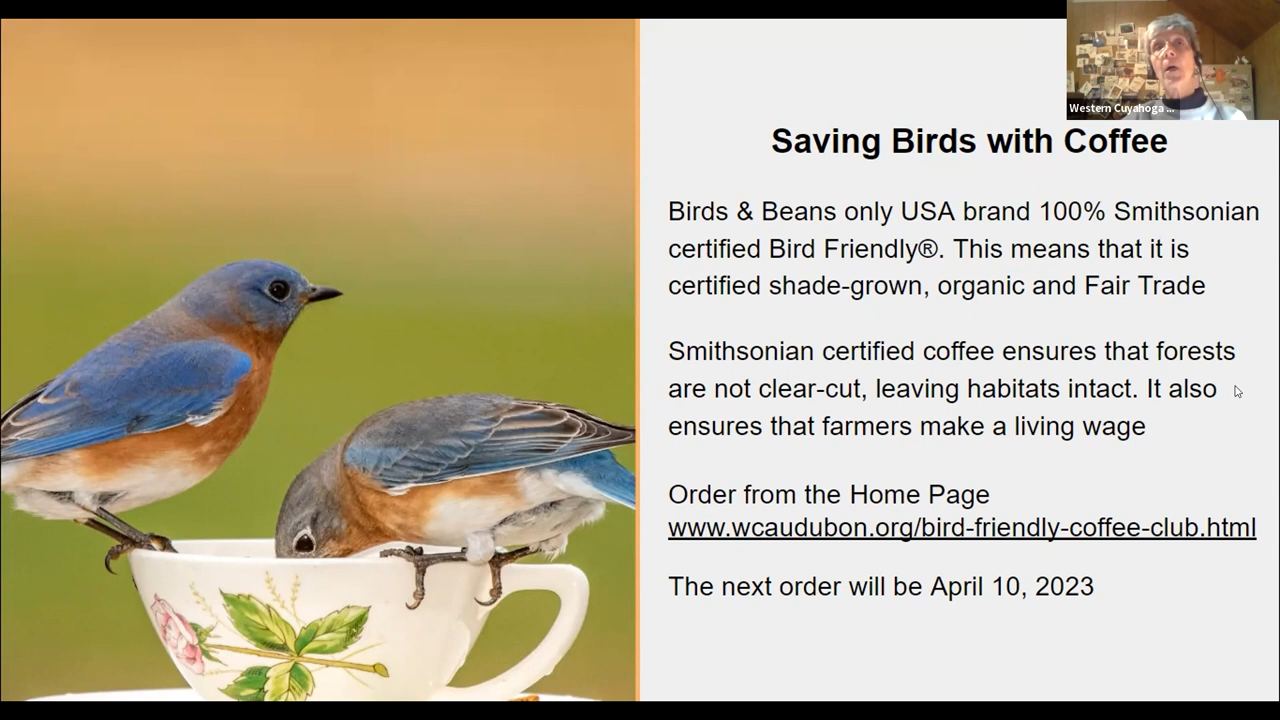 Western Cuyahoga ...
Saving Birds with Coffee
Birds & Beans only USA brand 100% Smithsonian
certified Bird Friendly®. This means that it is
certified shade-grown, organic and Fair Trade
Smithsonian certified coffee ensures that forests
are not clear-cut, leaving habitats intact. It also
ensures that farmers make a living wage
Order from the Home Page
www.wcaudubon.org/bird-friendly-coffee-club.html
The next order will be April 10, 2023